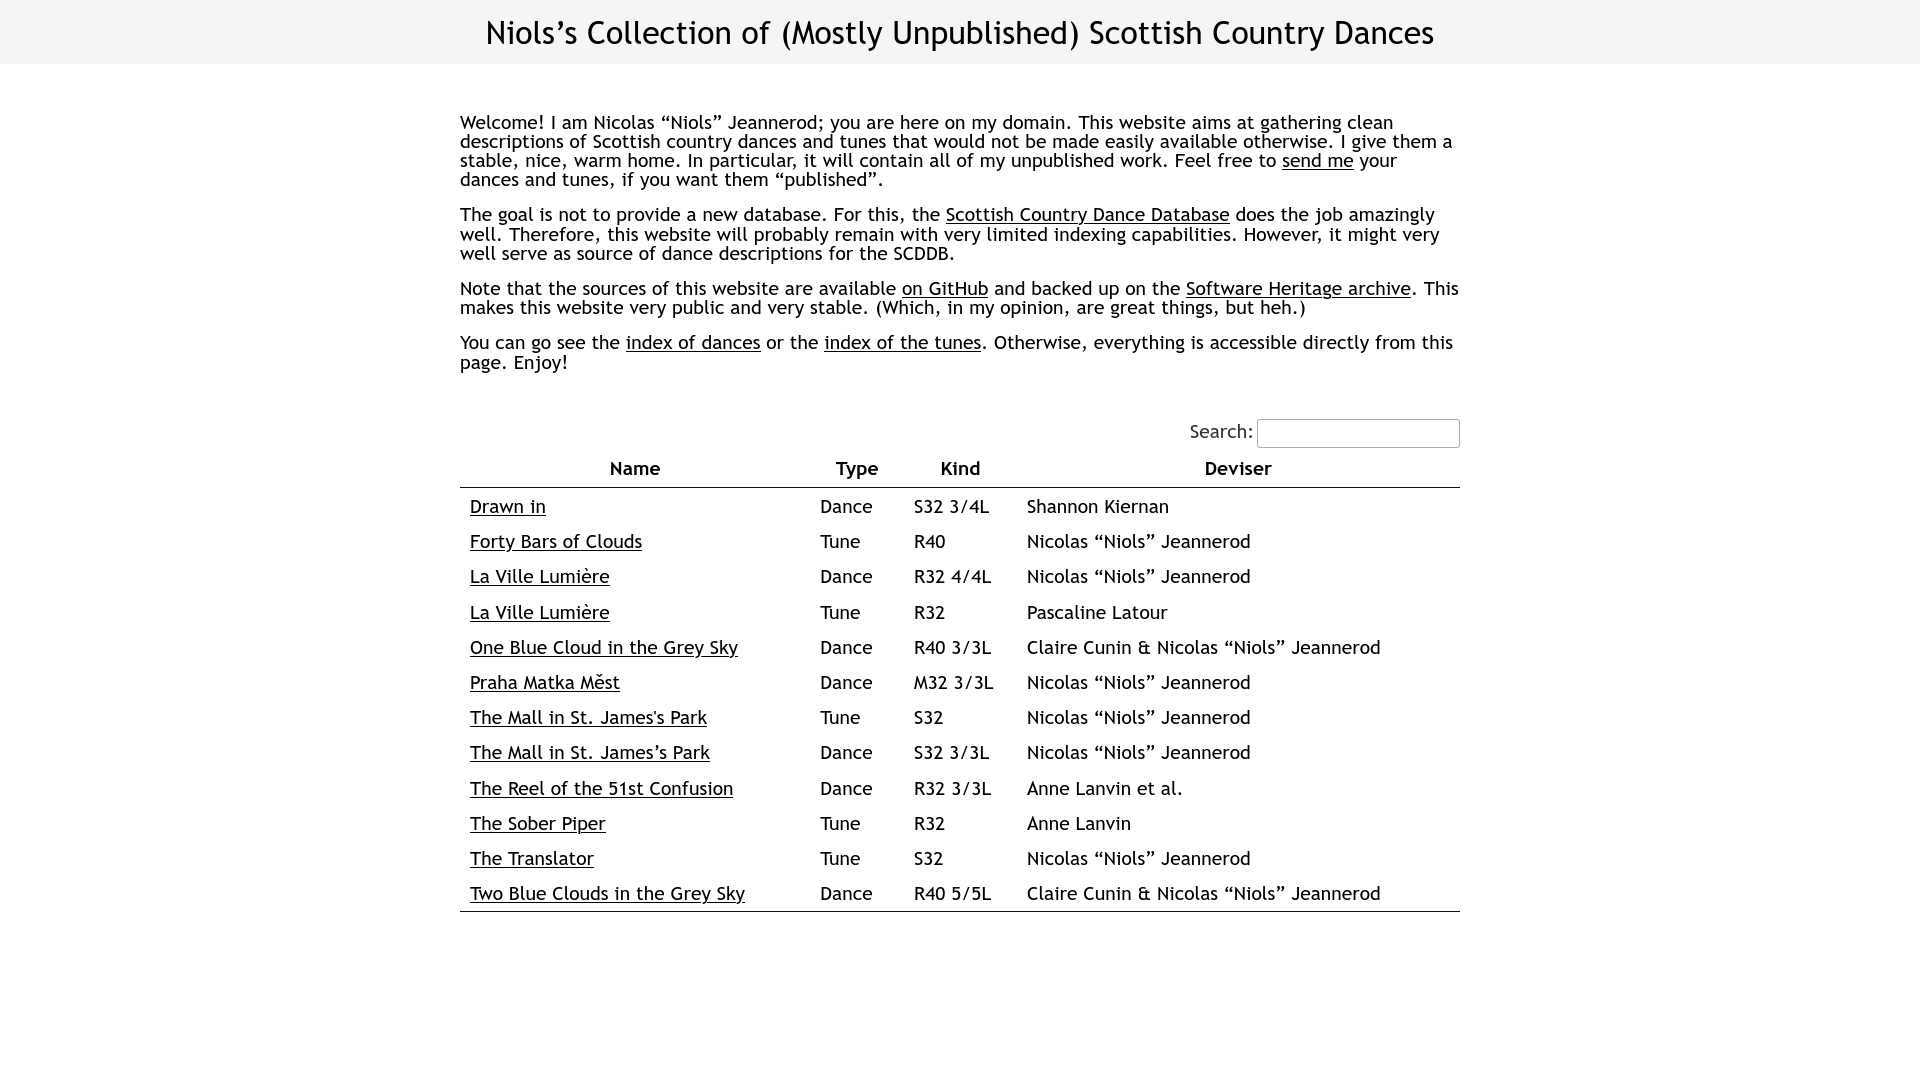 Niols’s Collection of (Mostly Unpublished) Scottish Country Dances
Welcome! I am Nicolas “Niols” Jeannerod; you are here on my domain. This website aims at gathering clean
descriptions of Scottish country dances and tunes that would not be made easily available otherwise. I give them a
stable, nice, warm home. In particular, it will contain all of my unpublished work. Feel free to send me your
dances and tunes, if you want them “published”.
The goal is not to provide a new database. For this, the Scottish Country Dance Database does the job amazingly
well. Therefore, this website will probably remain with very limited indexing capabilities. However, it might very
well serve as source of dance descriptions for the SCDDB.
Note that the sources of this website are available on GitHub and backed up on the Software Heritage archive. This
makes this website very public and very stable. (Which, in my opinion, are great things, but heh.)
You can go see the index of dances or the index of the tunes. Otherwise, everything is accessible directly from this
page. Enjoy!
Search:
Name Type Kind Deviser
Drawn in Dance S32 3/4L Shannon Kiernan
Forty Bars of Clouds Tune R40 Nicolas “Niols” Jeannerod
La Ville Lumière Dance R32 4/4L Nicolas “Niols” Jeannerod
La Ville Lumière Tune R32 Pascaline Latour
One Blue Cloud in the Grey Sky Dance R40 3/3L Claire Cunin & Nicolas “Niols” Jeannerod
Praha Matka Měst Dance M32 3/3L Nicolas “Niols” Jeannerod
The Mall in St. James's Park Tune S32 Nicolas “Niols” Jeannerod
The Mall in St. James’s Park Dance S32 3/3L Nicolas “Niols” Jeannerod
The Reel of the 51st Confusion Dance R32 3/3L Anne Lanvin et al.
The Sober Piper Tune R32 Anne Lanvin
The Translator Tune S32 Nicolas “Niols” Jeannerod
Two Blue Clouds in the Grey Sky Dance R40 5/5L Claire Cunin & Nicolas “Niols” Jeannerod